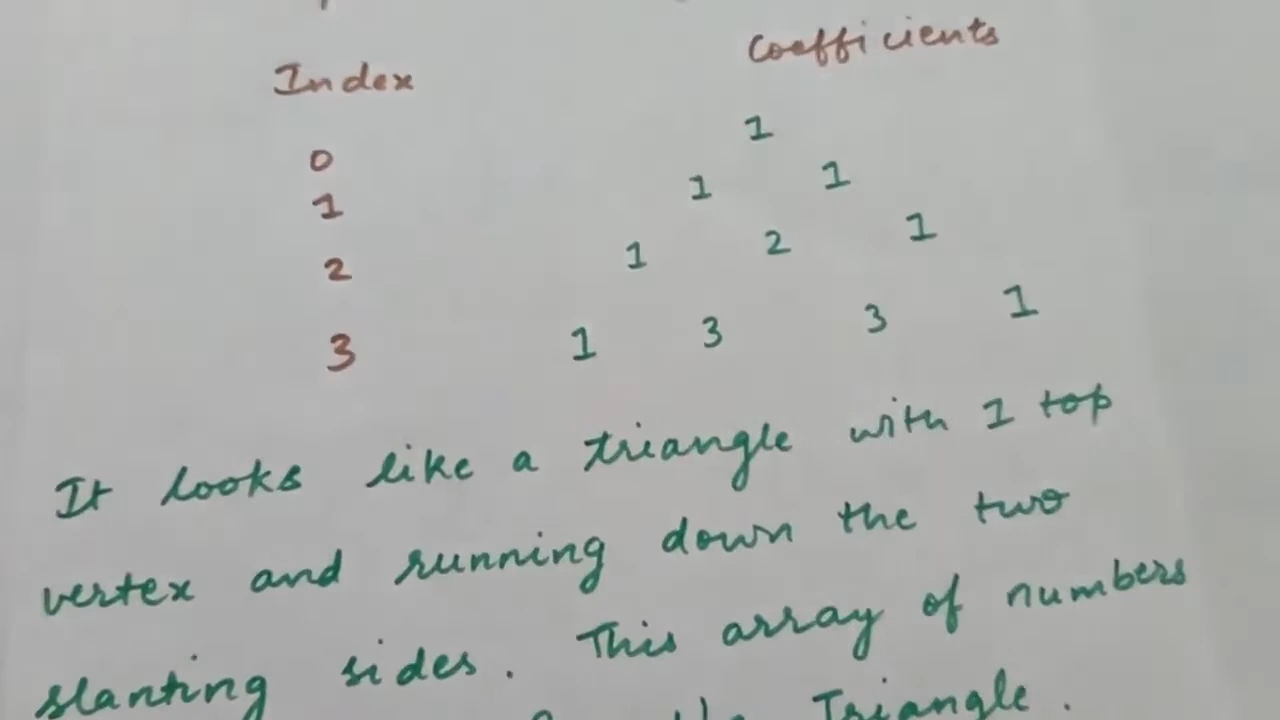 Index Coefficients
0 1
1 1 1
2 1 2 1
3 1 3 3 1
It looks like a triangle with 1 top
vertex and running down the two
slanting sides. This array of numbers
Triangle.